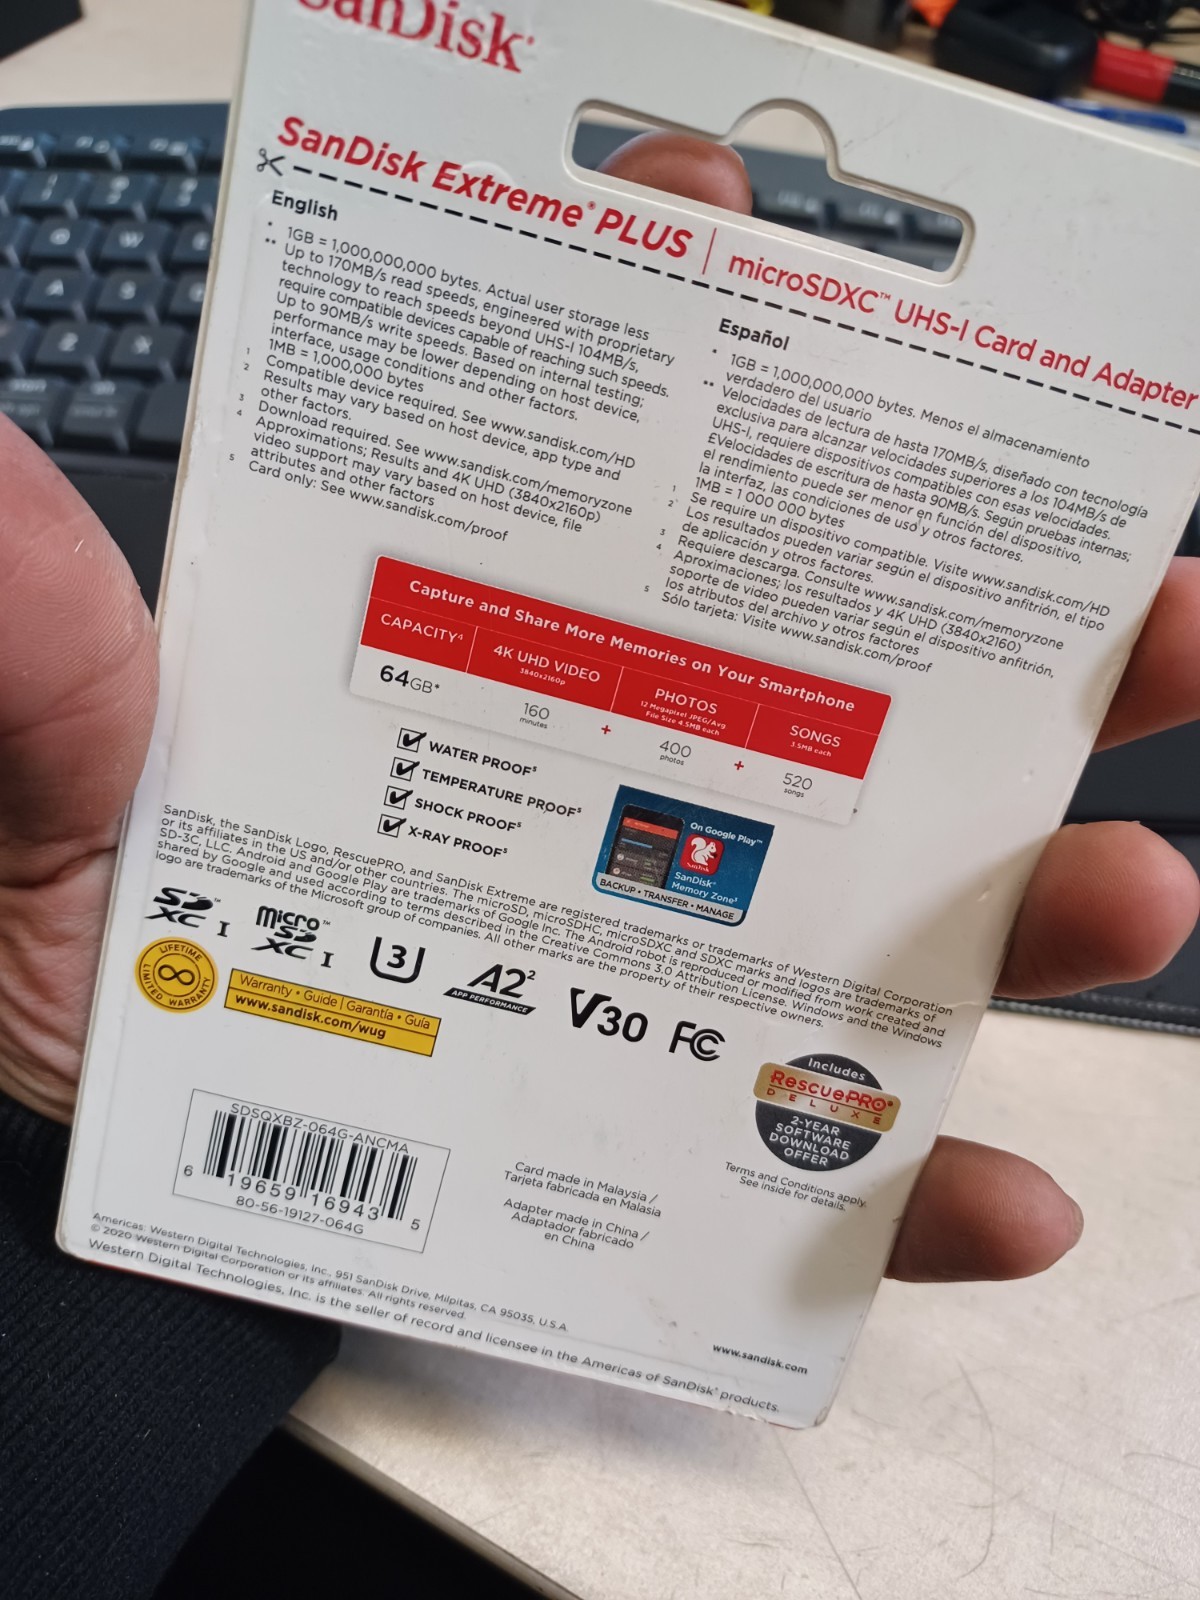 SanDisk
SanDisk Extreme® PLUS | microSDXC™ UHS-I Card and Adapter
English
• 1GB = 1,000,000,000 bytes. Actual user storage less
•• Up to 170MB/s read speeds, engineered with proprietary
technology to reach speeds beyond UHS-I 104MB/s,
require compatible devices capable of reaching such speeds.
Up to 90MB/s write speeds. Based on internal testing;
performance may be lower depending on host device,
interface, usage conditions and other factors.
1MB = 1,000,000 bytes
1 Compatible device required. See www.sandisk.com/HD
2 Results may vary based on host device, app type and
other factors.
3 Download required. See www.sandisk.com/memoryzone
4 Approximations; Results and 4K UHD (3840x2160p)
video support may vary based on host device, file
attributes and other factors
5 Card only: See www.sandisk.com/proof
Español
• 1GB = 1,000,000,000 bytes. Menos el almacenamiento
verdadero del usuario
•• Velocidades de lectura de hasta 170MB/s, diseñado con tecnología
exclusiva para alcanzar velocidades superiores a los 104MB/s de
UHS-I, requiere dispositivos compatibles con esas velocidades.
£Velocidades de escritura de hasta 90MB/s. Según pruebas internas;
el rendimiento puede ser menor en función del dispositivo,
la interfaz, las condiciones de uso y otros factores.
1MB = 1 000 000 bytes
1 Se require un dispositivo compatible. Visite www.sandisk.com/HD
2 Los resultados pueden variar según el dispositivo anfitrión, el tipo
de aplicación y otros factores.
3 Requiere descarga. Consulte www.sandisk.com/memoryzone
4 Aproximaciones; los resultados y 4K UHD (3840x2160)
soporte de video pueden variar según el dispositivo anfitrión,
los atributos del archivo y otros factores
5 Sólo tarjeta: Visite www.sandisk.com/proof
Capture and Share More Memories on Your Smartphone
CAPACITY⁴ 4K UHD VIDEO PHOTOS SONGS
3840x2160p 12 Megapixel JPEG/Avg 3.5MB each
File Size 4.5MB each
64GB* 160 + 400 + 520
minutes photos songs
WATER PROOF⁵
TEMPERATURE PROOF⁵
SHOCK PROOF⁵
X-RAY PROOF⁵
On Google Play™
SanDisk
SanDisk®
Memory Zone³
BACKUP • TRANSFER • MANAGE
SanDisk, the SanDisk Logo, RescuePRO, and SanDisk Extreme are registered trademarks or trademarks of Western Digital Corporation
or its affiliates in the US and/or other countries. The microSD, microSDHC, microSDXC and SDXC marks and logos are trademarks of
SD-3C, LLC. Android and Google Play are trademarks of Google Inc. The Android robot is reproduced or modified from work created and
shared by Google and used according to terms described in the Creative Commons 3.0 Attribution License. Windows and the Windows
logo are trademarks of the Microsoft group of companies. All other marks are the property of their respective owners.
SD XC I micro SD XC I U3 A2² V30 FC
APP PERFORMANCE
LIFETIME LIMITED WARRANTY
Warranty • Guide | Garantía • Guía
www.sandisk.com/wug
Includes
RescuePRO®
DELUXE
2-YEAR
SOFTWARE
DOWNLOAD
OFFER
Terms and Conditions apply.
See inside for details.
SDSQXBZ-064G-ANCMA
6 19659 16943 5
80-56-19127-064G
Card made in Malaysia /
Tarjeta fabricada en Malasia
Adapter made in China /
Adaptador fabricado
en China
Americas: Western Digital Technologies, Inc., 951 SanDisk Drive, Milpitas, CA 95035, U.S.A.
© 2020 Western Digital Corporation or its affiliates. All rights reserved.
Western Digital Technologies, Inc. is the seller of record and licensee in the Americas of SanDisk® products.
www.sandisk.com